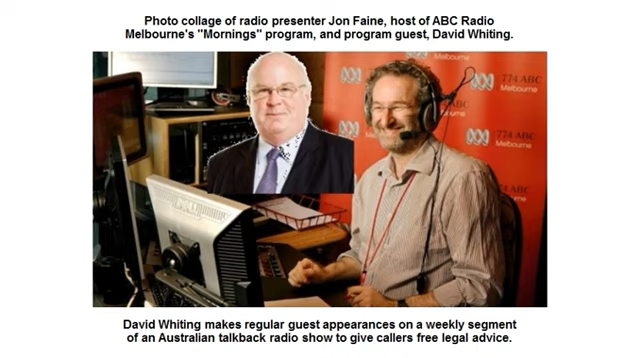 Photo collage of radio presenter Jon Faine, host of ABC Radio
Melbourne's "Mornings" program, and program guest, David Whiting.
774 ABC
Melbourne
774 ABC
Melbourne
774 ABC
David Whiting makes regular guest appearances on a weekly segment
of an Australian talkback radio show to give callers free legal advice.